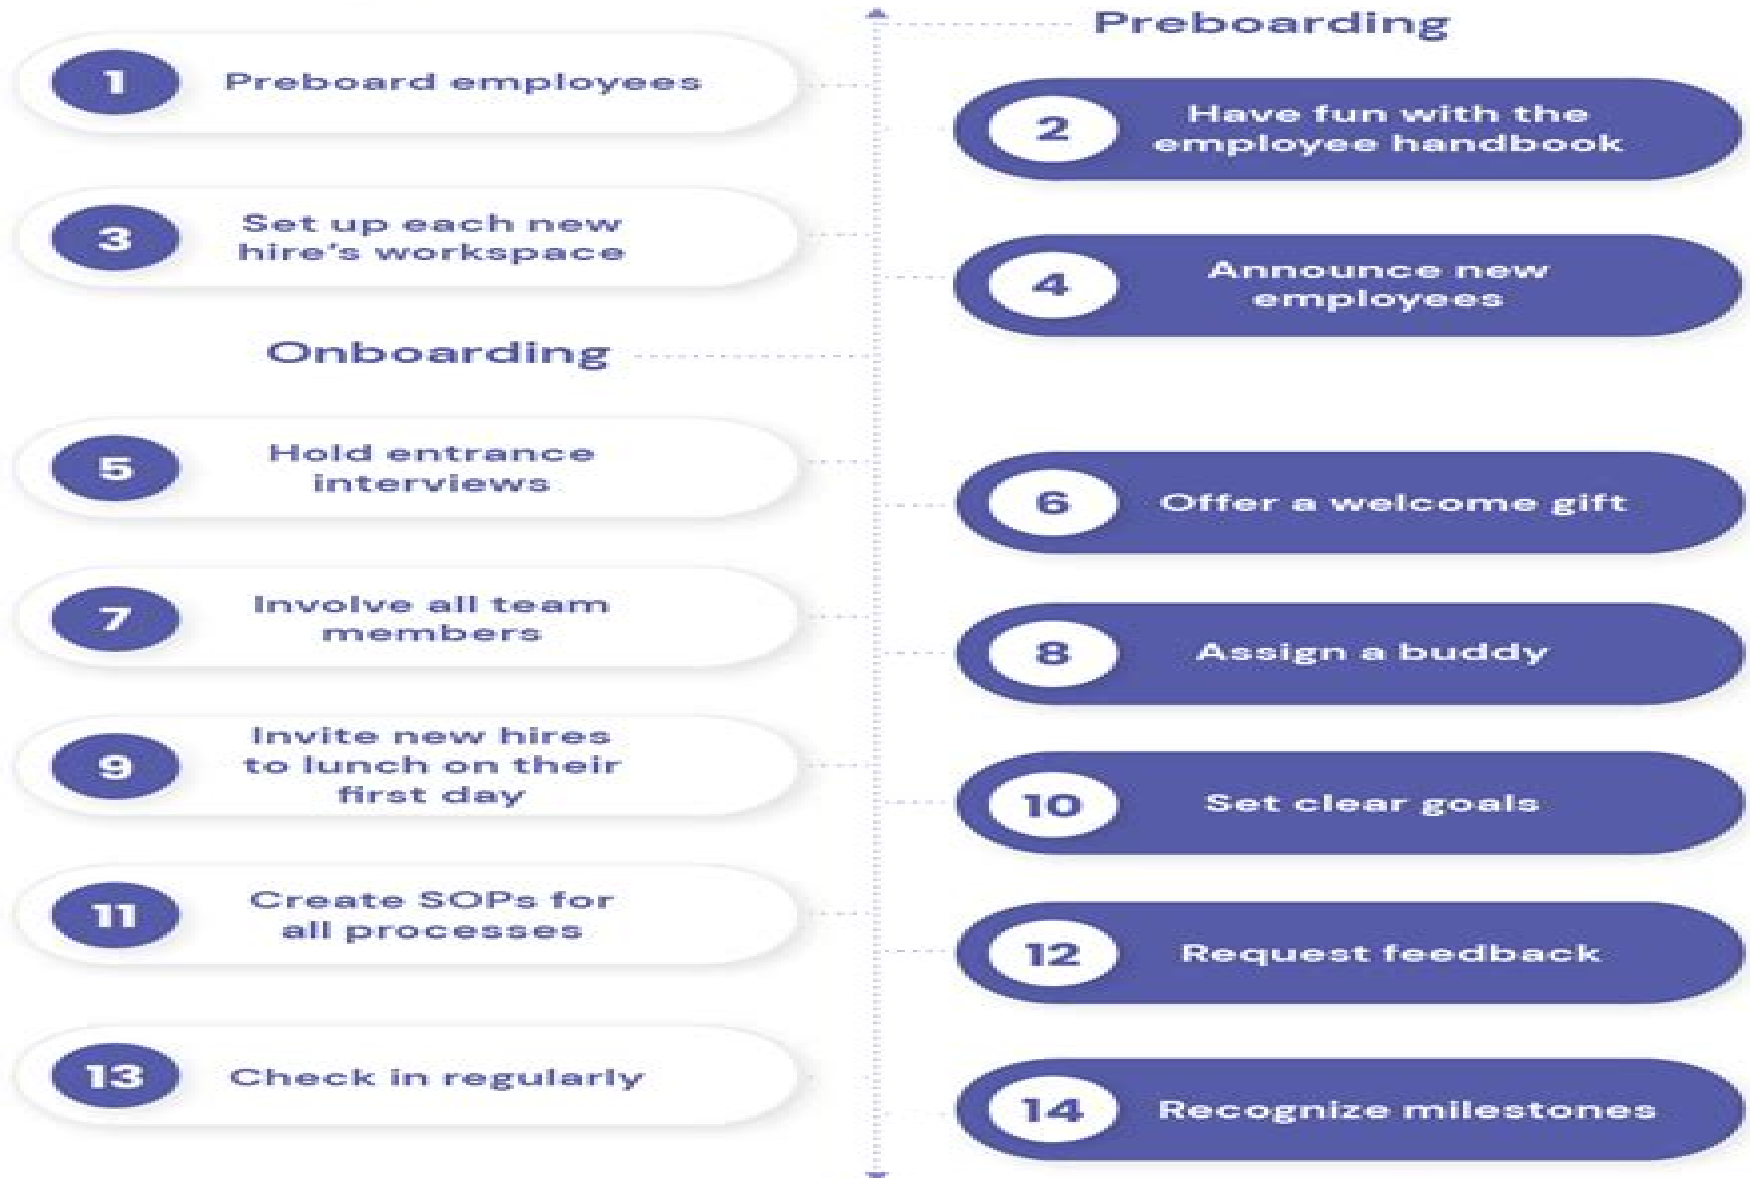 Preboarding
1
Preboard employees
2
Have fun with the
employee handbook
3
Set up each new
hire's workspace
4
Announce new
employees
Onboarding
5
Hold entrance
interviews
6
Offer a welcome gift
7
Involve all team
members
8
Assign a buddy
9
Invite new hires
to lunch on their
first day
10
Set clear goals
11
Create SOPs for
all processes
12
Request feedback
13
Check in regularly
14
Recognize milestones